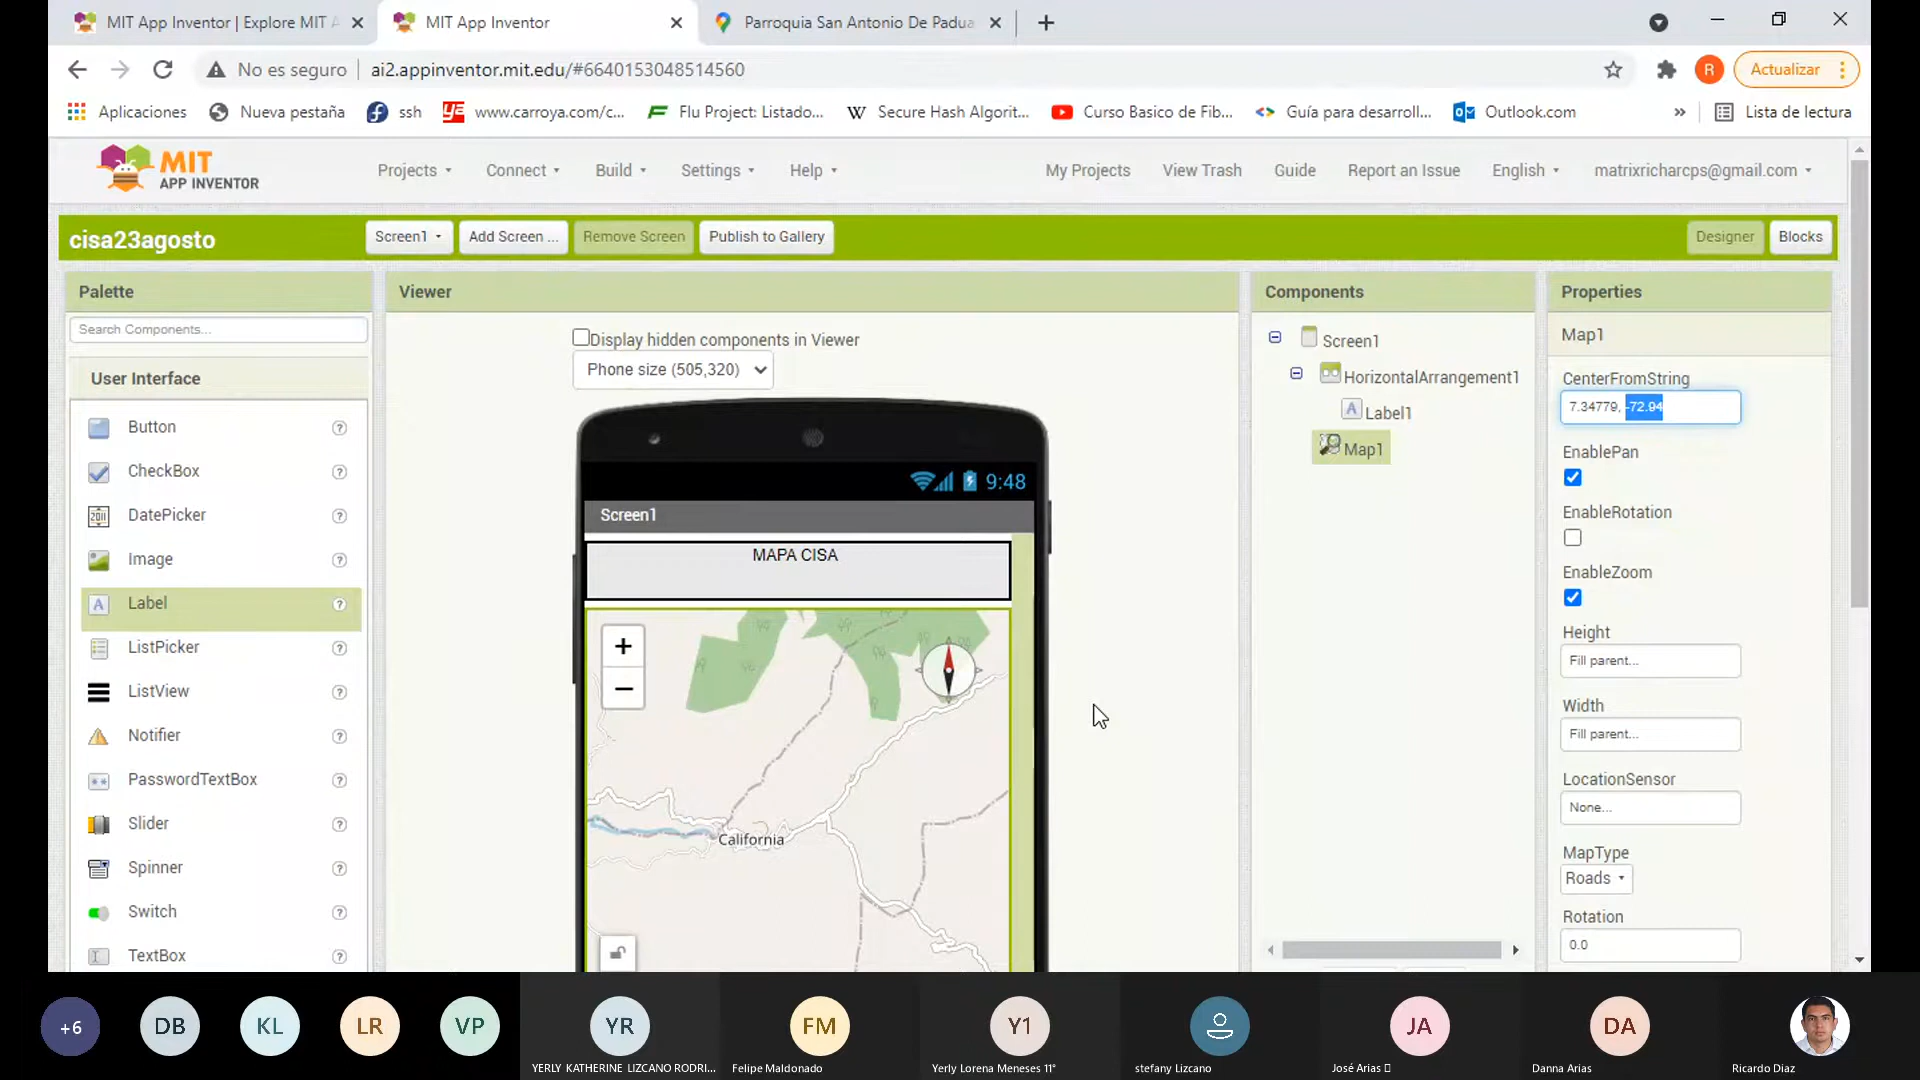 MIT App Inventor | Explore MIT A
MIT App Inventor
Parroquia San Antonio De Padua
No es seguro
ai2.appinventor.mit.edu/#6640153048514560
R
Actualizar
Aplicaciones
Nueva pestaña
ssh
www.carroya.com/c...
Flu Project: Listado...
Secure Hash Algorit...
Curso Basico de Fib...
Guía para desarroll...
Outlook.com
»
Lista de lectura
MIT
APP INVENTOR
Projects
Connect
Build
Settings
Help
My Projects
View Trash
Guide
Report an Issue
English
matrixricharcps@gmail.com
cisa23agosto
Screen1
Add Screen ...
Remove Screen
Publish to Gallery
Designer
Blocks
Palette
Search Components...
User Interface
Button
CheckBox
DatePicker
Image
Label
ListPicker
ListView
Notifier
PasswordTextBox
Slider
Spinner
Switch
TextBox
Viewer
Display hidden components in Viewer
Phone size (505,320)
9:48
Screen1
MAPA CISA
+
−
California
Components
Screen1
HorizontalArrangement1
Label1
Map1
Properties
Map1
CenterFromString
7.34779, -72.94
EnablePan
EnableRotation
EnableZoom
Height
Fill parent...
Width
Fill parent...
LocationSensor
None...
MapType
Roads
Rotation
0.0
+6
DB
KL
LR
VP
YR
YERLY KATHERINE LIZCANO RODRI...
FM
Felipe Maldonado
Y1
Yerly Lorena Meneses 11°
stefany Lizcano
JA
José Arias
DA
Danna Arias
Ricardo Diaz